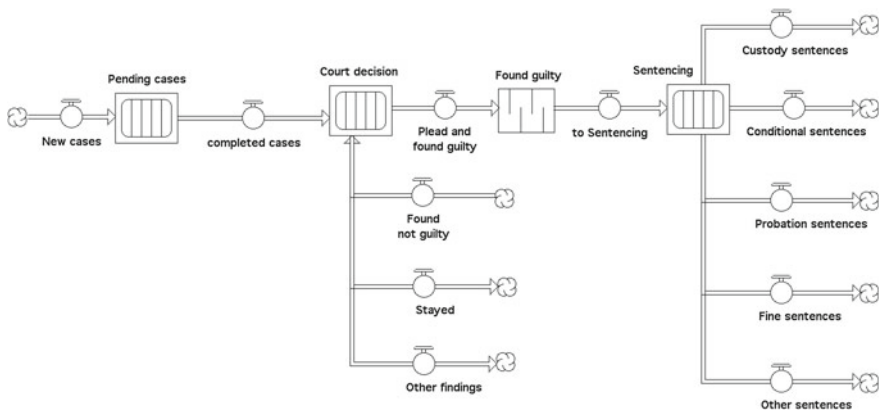 Custody sentences
Pending cases
Court decision
Found guilty
Sentencing
New cases
completed cases
Plead and
found guilty
to Sentencing
Conditional sentences
Found
not guilty
Probation sentences
Stayed
Fine sentences
Other findings
Other sentences